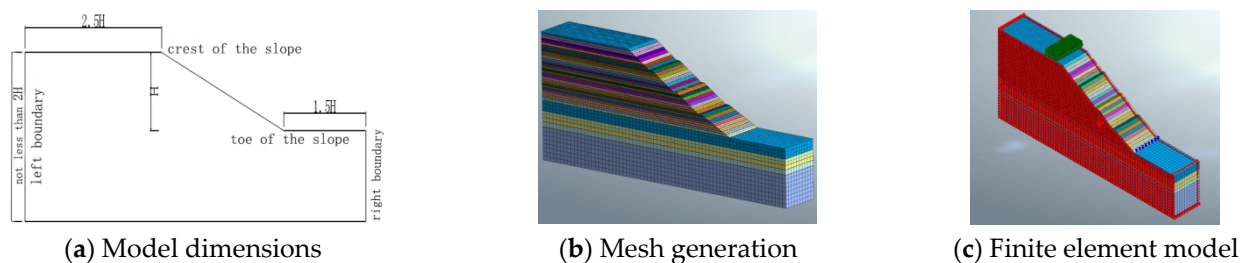 2.5H
crest of the slope
H
not less than 2H
left boundary
1.5H
toe of the slope
right boundary
(a) Model dimensions
(b) Mesh generation
(c) Finite element model